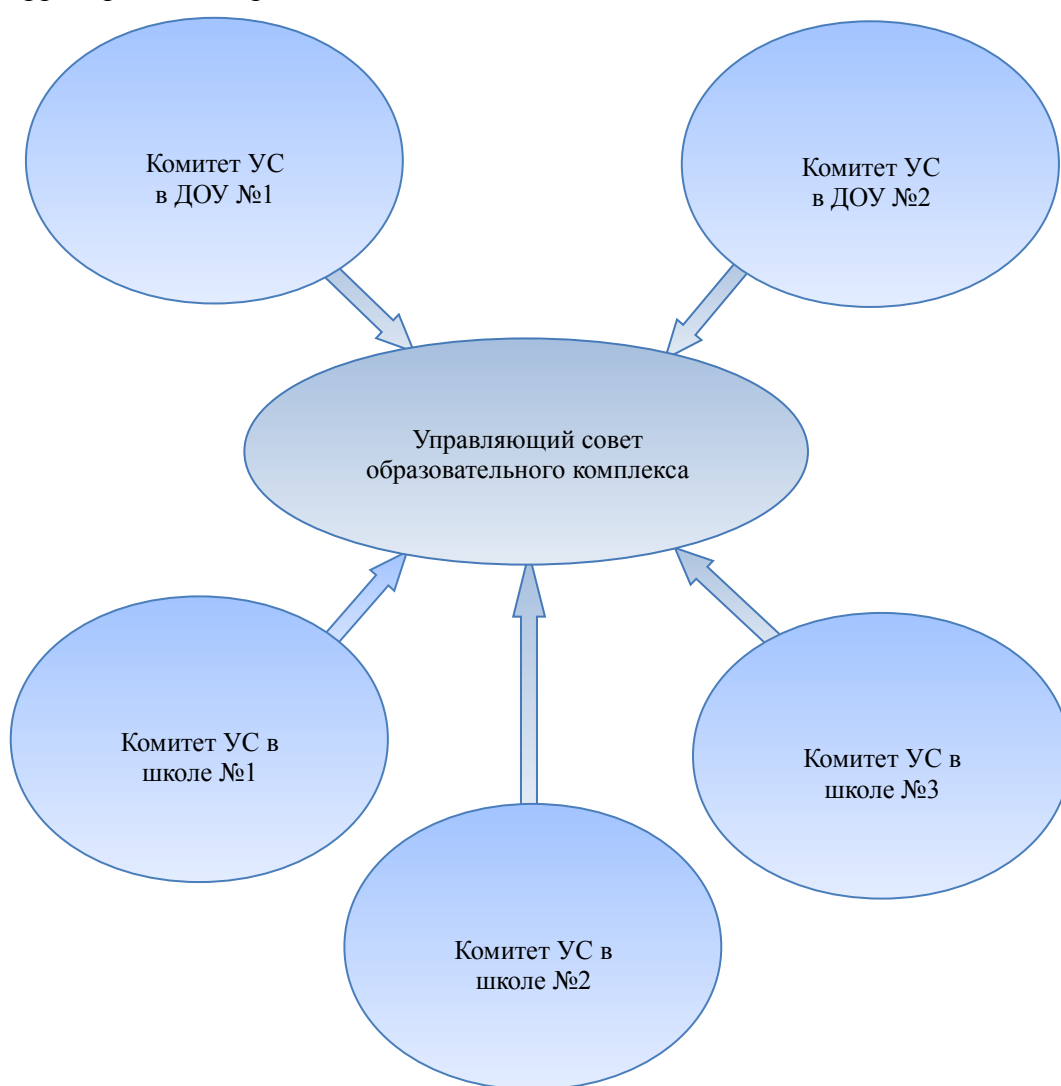 Комитет УС
в ДОУ №1
Комитет УС
в ДОУ №2
Управляющий совет
образовательного комплекса
Комитет УС в
школе №1
Комитет УС в
школе №3
Комитет УС в
школе №2